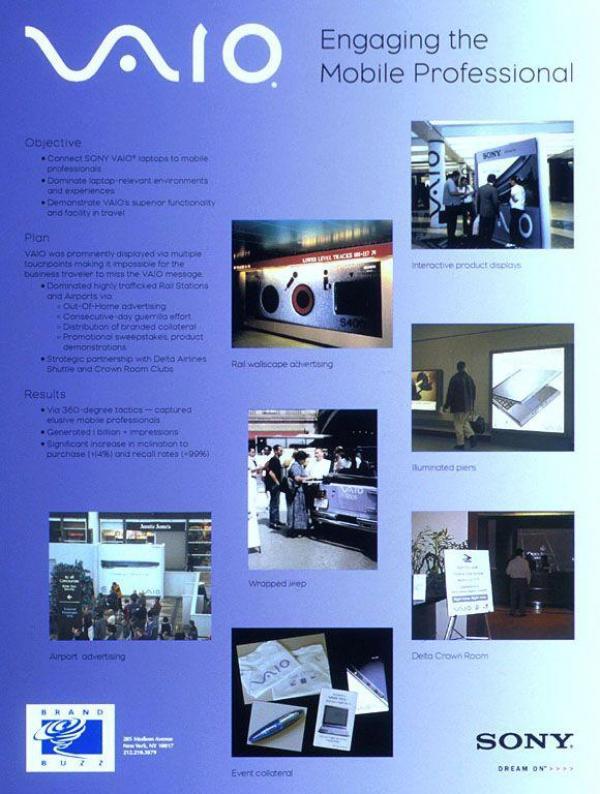 VAIO
Engaging the
Mobile Professional
Objective
• Connect SONY VAIO® laptops to mobile
professionals
• Dominate laptop-relevant environments
and experiences
• Demonstrate VAIO's superior functionality
and facility in travel
Plan
VAIO was prominently displayed via multiple
touchpoints making it impossible for the
business traveler to miss the VAIO message.
• Dominated highly trafficked Rail Stations
and Airports via:
» Out-Of-Home advertising
» Consecutive-day guerrilla effort
» Distribution of branded collateral
» Promotional sweepstakes, product
demonstrations
• Strategic partnership with Delta Airlines
Shuttle and Crown Room Clubs
Results
• Via 360-degree tactics — captured
elusive mobile professionals
• Generated 1 billion + impressions
• Significant increase in inclination to
purchase (+14%) and recall rates (+99%)
VAIO
SONY
Interactive product displays
LOWER LEVEL TRACKS
Rail wallscape advertising
Illuminated piers
VAIO
Wrapped jeep
VAIO
Airport advertising
VAIO
Delta Crown Room
VAIO
Event collateral
BRAND
BUZZ
285 Madison Avenue
New York, NY 10017
212.210.3879
SONY
DREAM ON™ > > > >